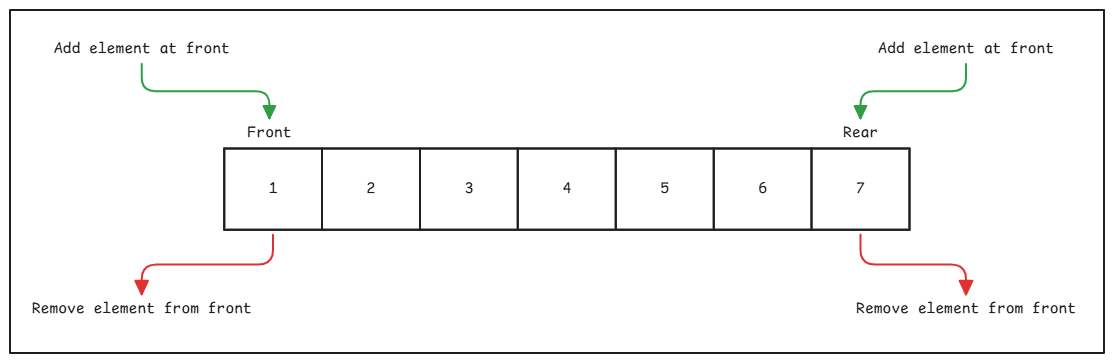 Add element at front
Add element at front
Front
Rear
1 2 3 4 5 6 7
Remove element from front
Remove element from front